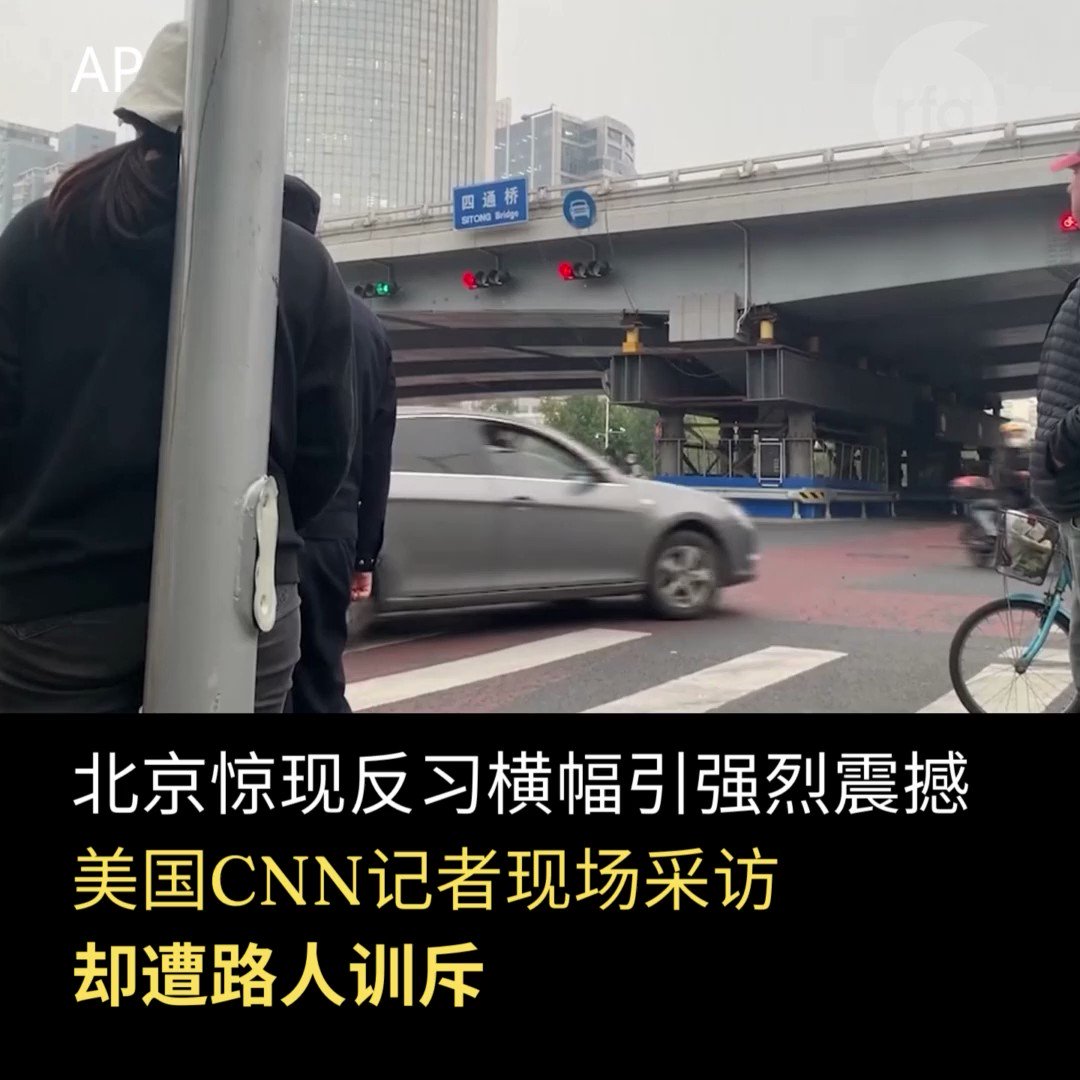 AP
rfa
四通桥
SITONG Bridge
北京惊现反习横幅引强烈震撼
美国CNN记者现场采访
却遭路人训斥